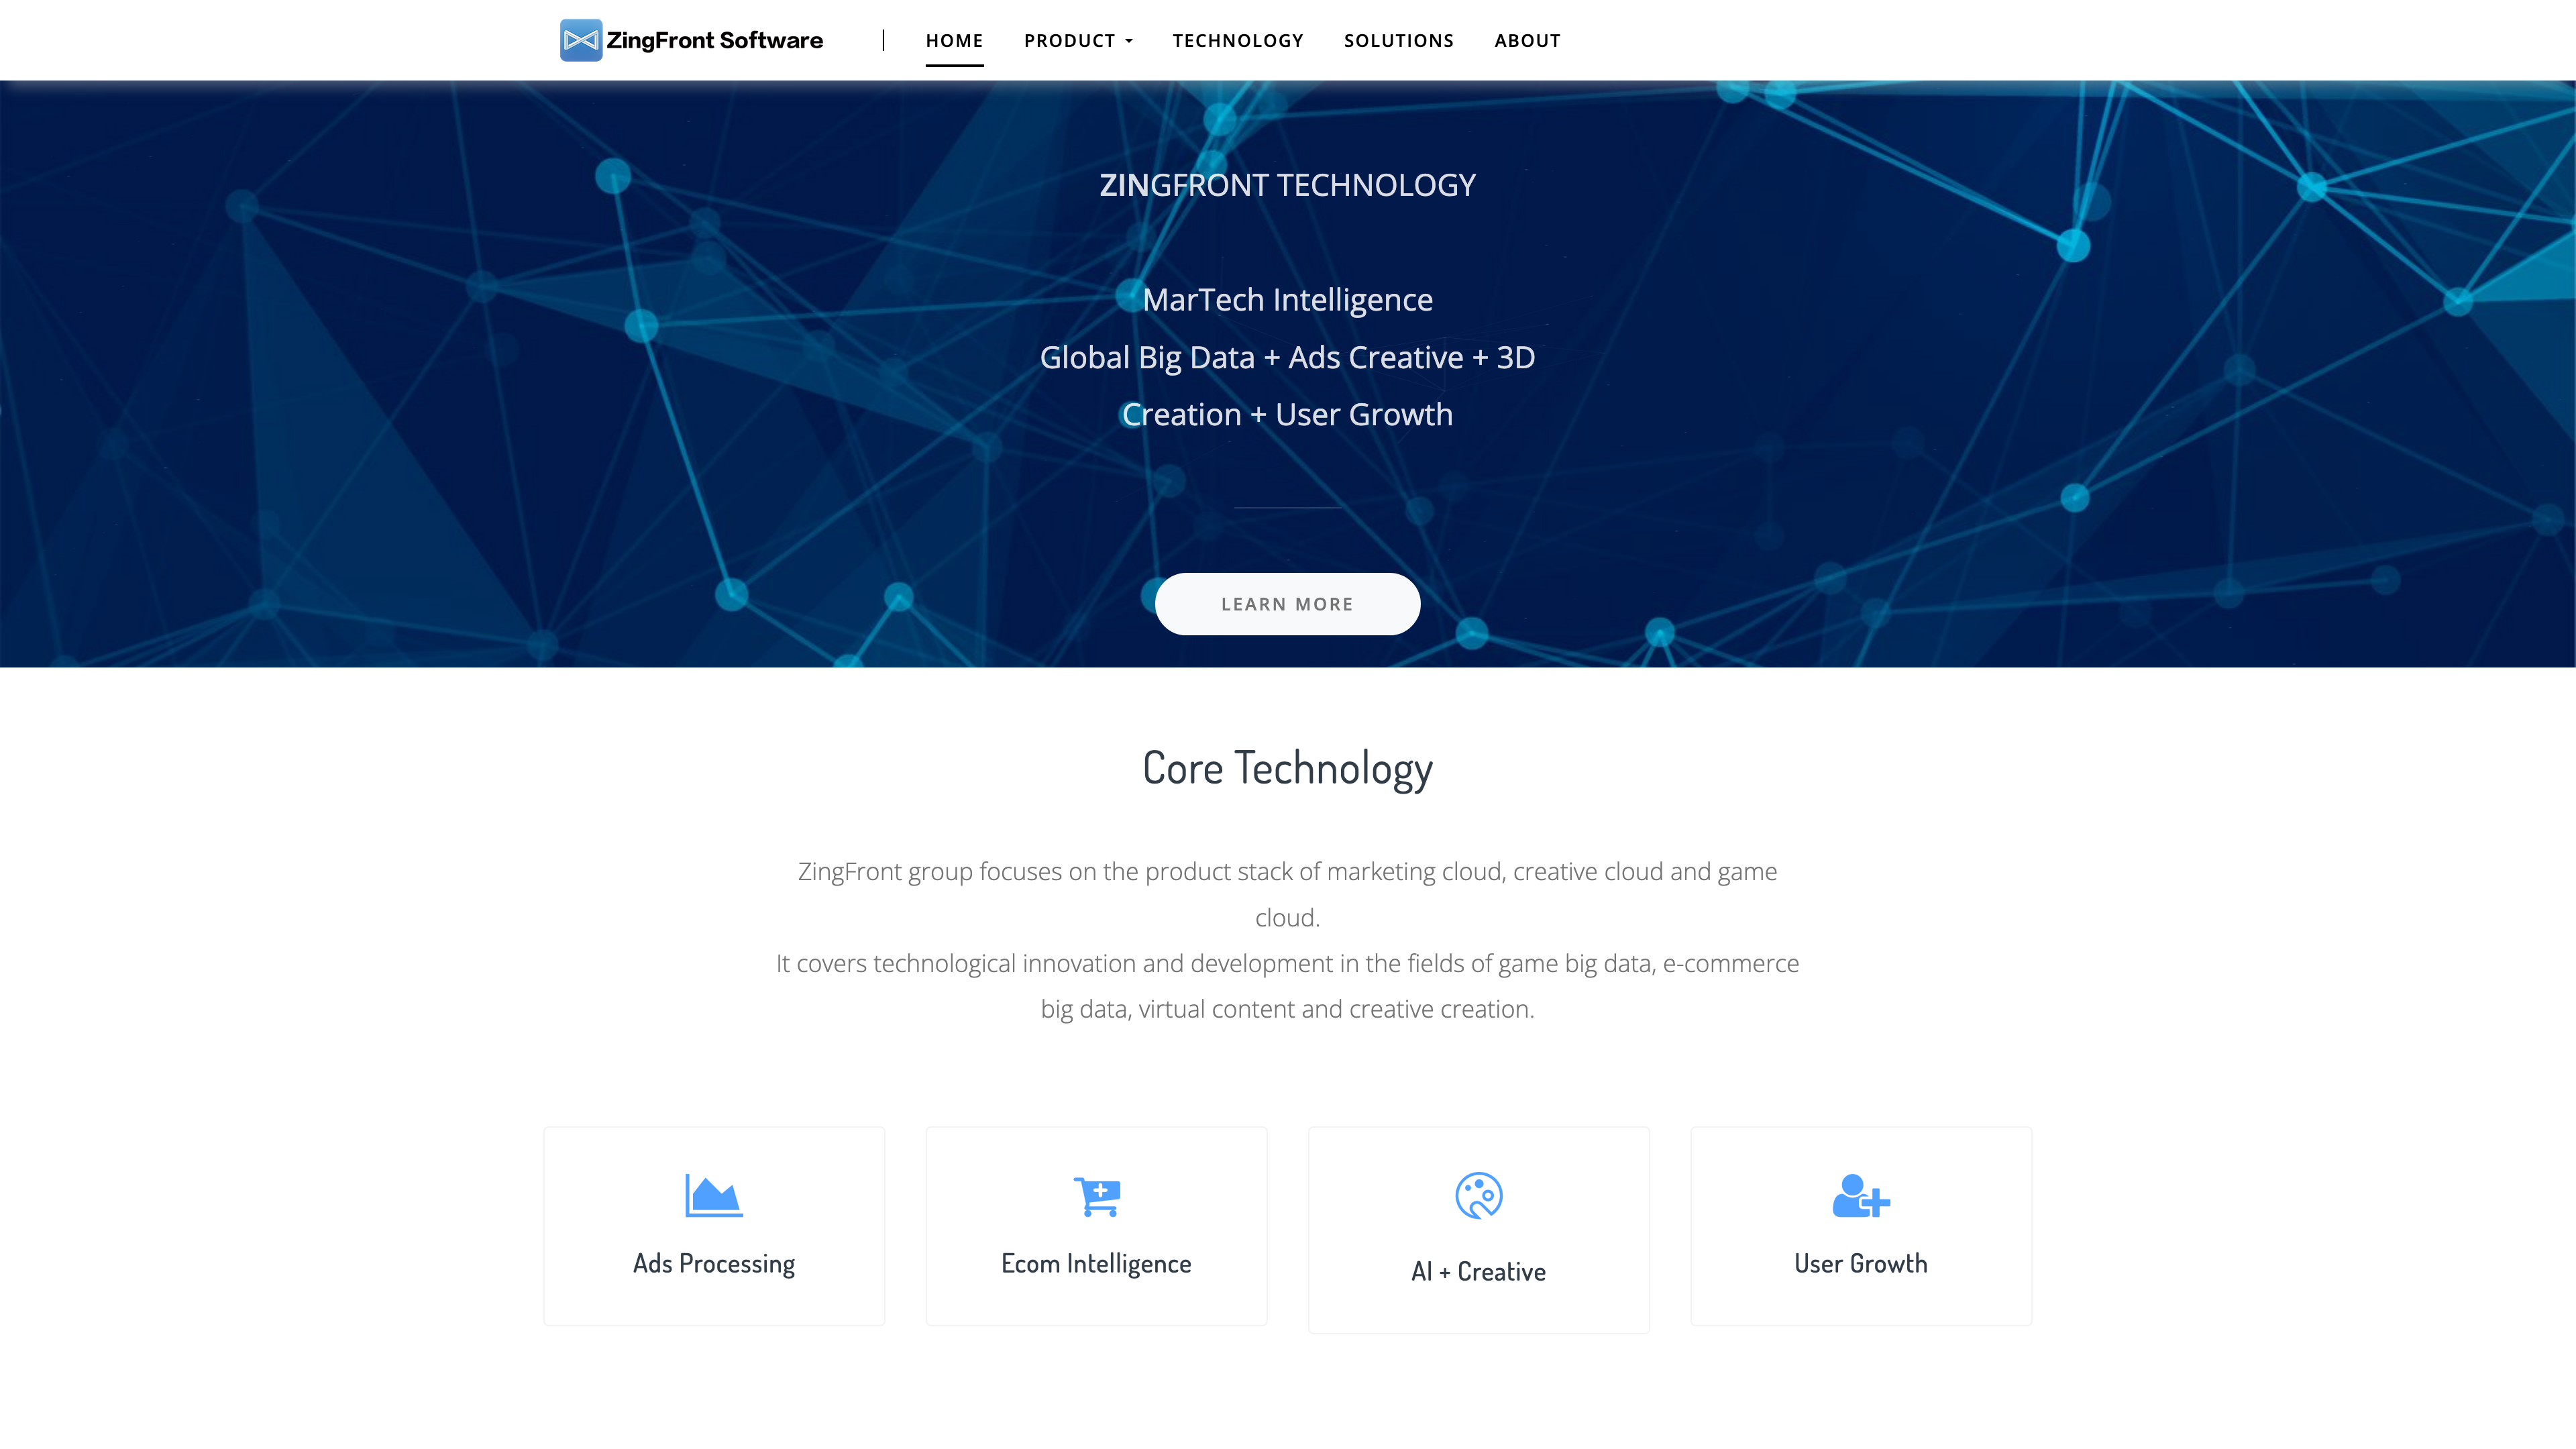 ZingFront Software
HOME
PRODUCT
TECHNOLOGY
SOLUTIONS
ABOUT
ZINGFRONT TECHNOLOGY
MarTech Intelligence
Global Big Data + Ads Creative + 3D
Creation + User Growth
LEARN MORE
Core Technology
ZingFront group focuses on the product stack of marketing cloud, creative cloud and game
cloud.
It covers technological innovation and development in the fields of game big data, e-commerce
big data, virtual content and creative creation.
Ads Processing
Ecom Intelligence
AI + Creative
User Growth